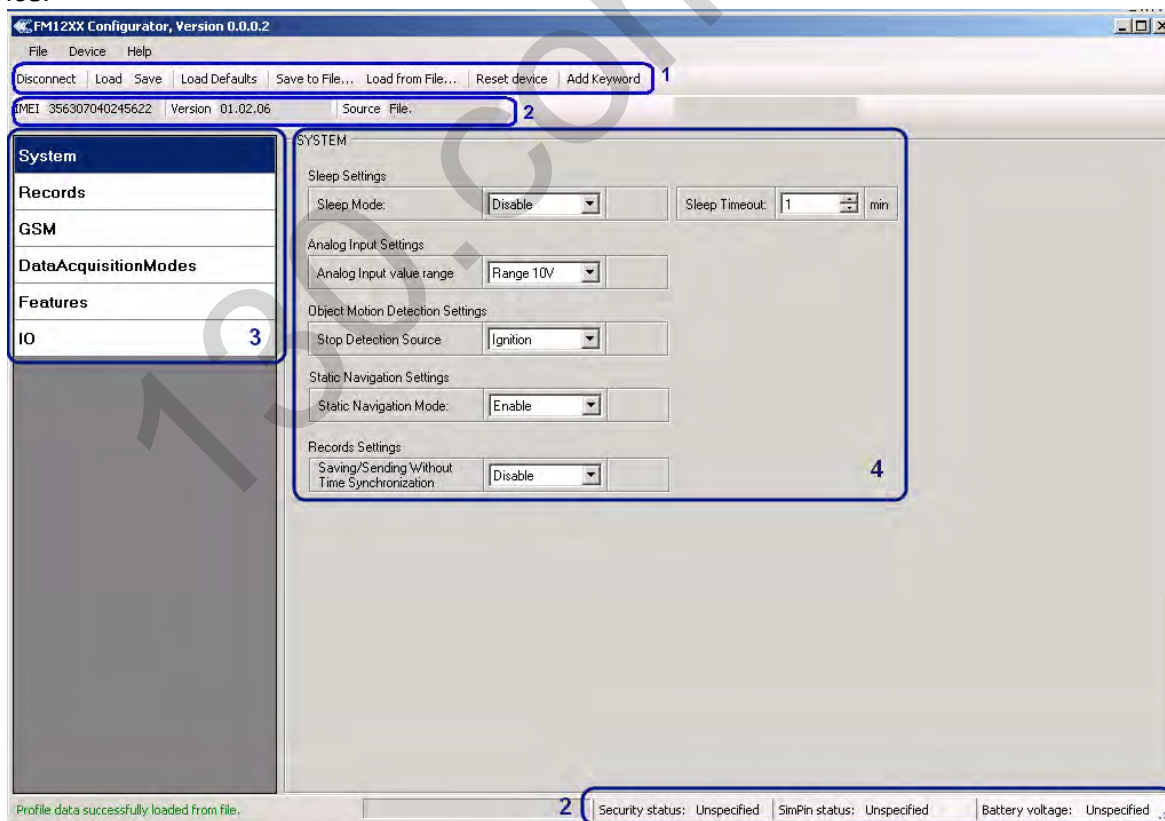 FM12XX Configurator, Version 0.0.0.2
File Device Help
Disconnect Load Save Load Defaults Save to File... Load from File... Reset device Add Keyword 1
IMEI 356307040245622 Version 01.02.06 Source File. 2
System
Records
GSM
DataAcquisitionModes
Features
IO 3
SYSTEM
Sleep Settings
Sleep Mode: Disable Sleep Timeout: 1 min
Analog Input Settings
Analog Input value range Range 10V
Object Motion Detection Settings
Stop Detection Source Ignition
Static Navigation Settings
Static Navigation Mode: Enable
Records Settings
Saving/Sending Without
Time Synchronization Disable
4
Profile data successfully loaded from file. 2 Security status: Unspecified SimPin status: Unspecified Battery voltage: Unspecified